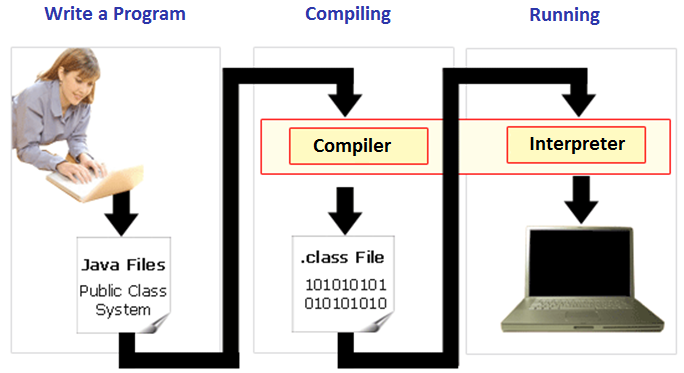 Write a Program
Compiling
Running
Compiler
Interpreter
Java Files
Public Class
System
.class File
101010101
010101010